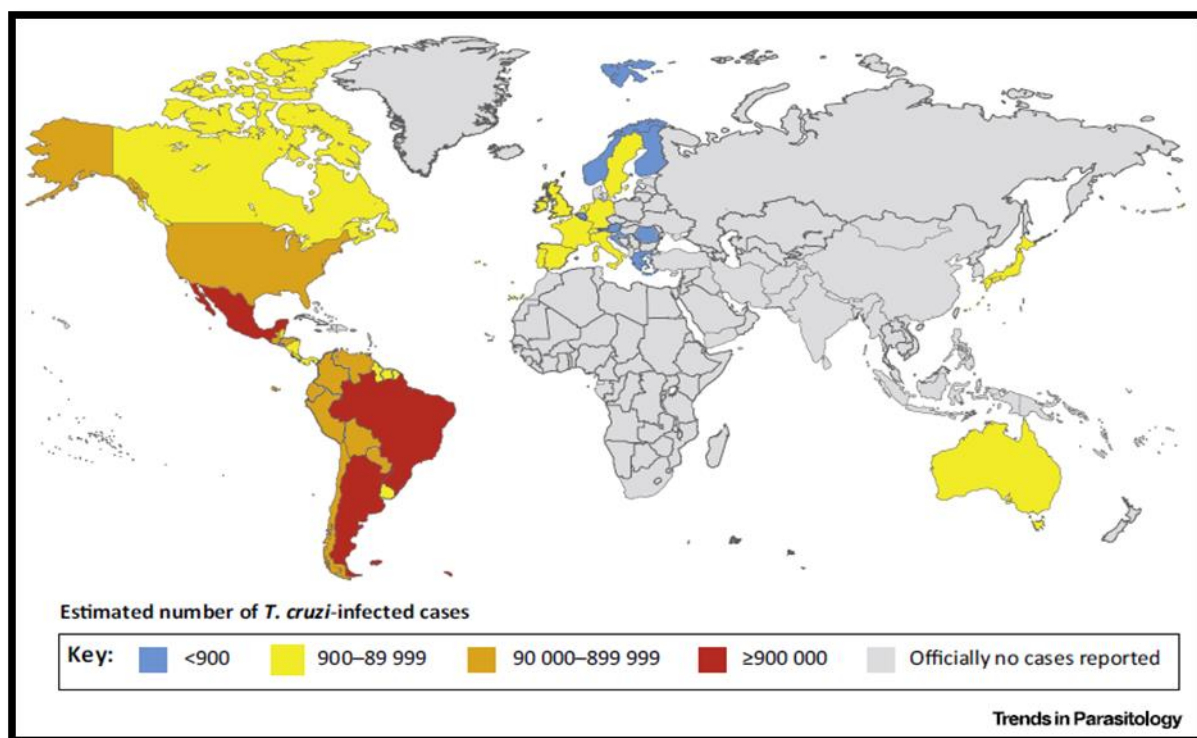 Estimated number of T. cruzi-infected cases
Key: <900 900–89 999 90 000–899 999 ≥900 000 Officially no cases reported
Trends in Parasitology